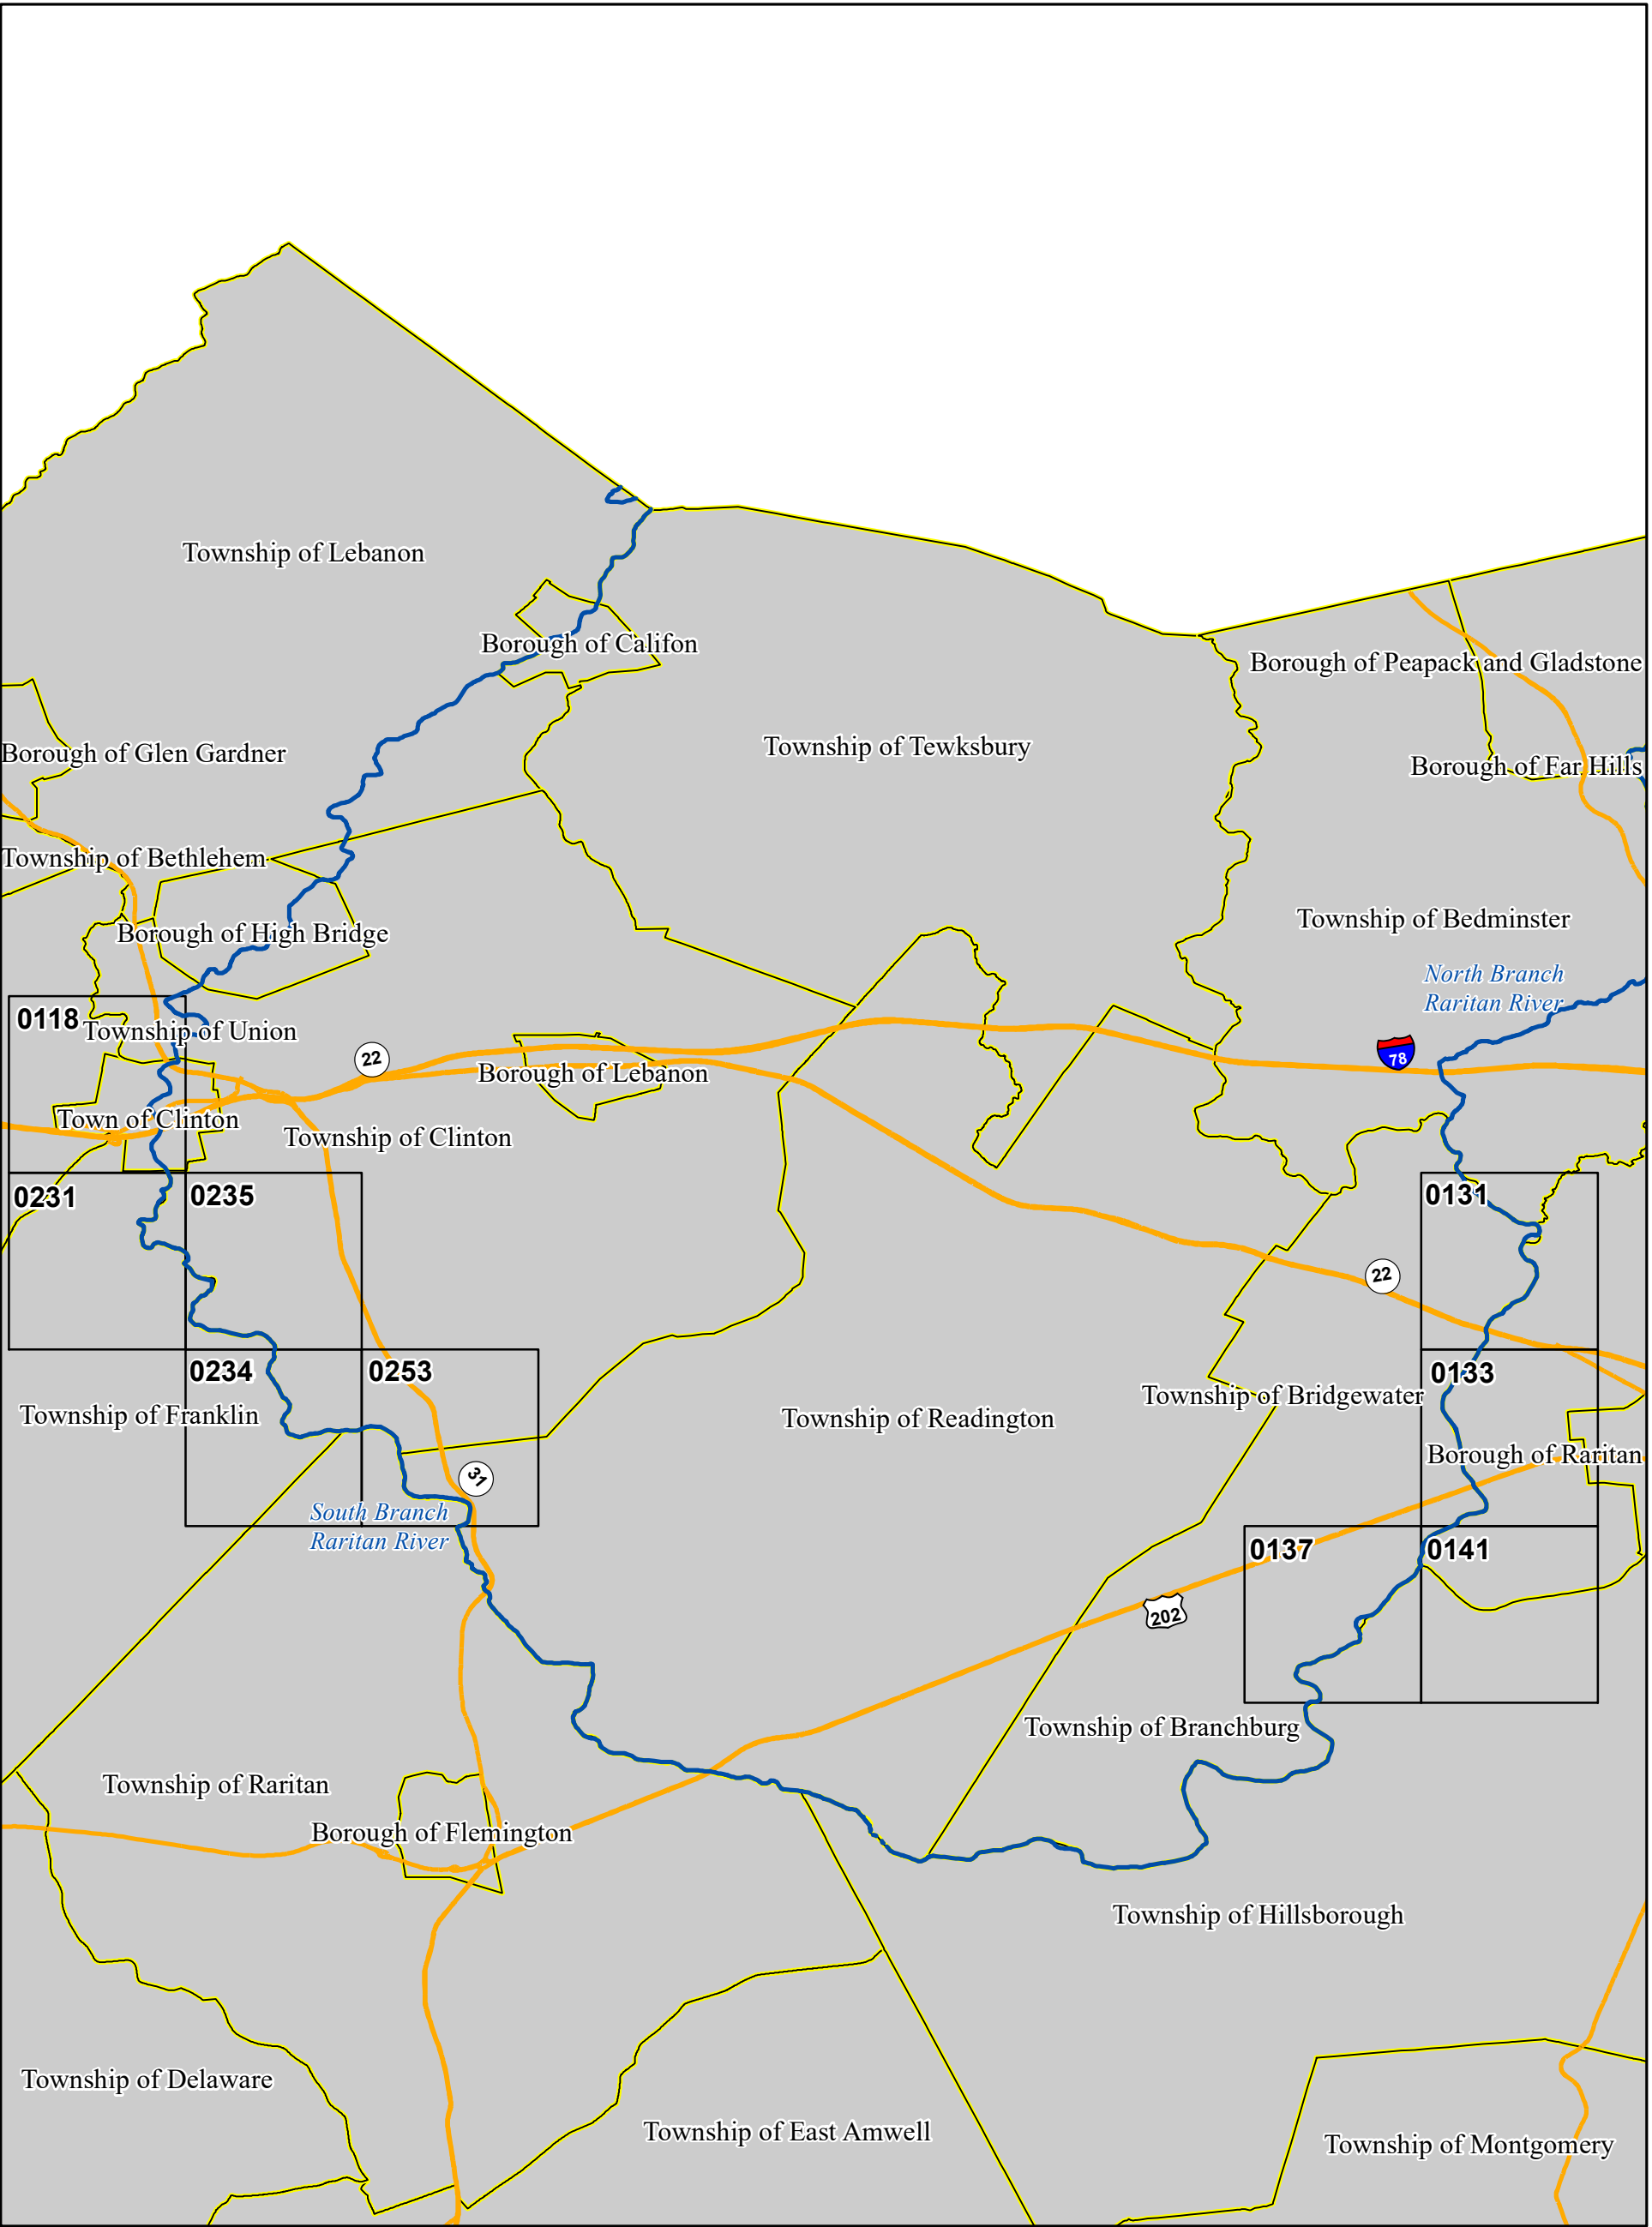 Township of Lebanon
Borough of Califon
Borough of Peapack and Gladstone
Township of Tewksbury
Borough of Glen Gardner
Borough of Far Hills
Township of Bethlehem
Township of Bedminster
Borough of High Bridge
North Branch
Raritan River
0118
Township of Union
22
78
Borough of Lebanon
Town of Clinton
Township of Clinton
0231
0235
0131
22
0234
0253
0133
Township of Bridgewater
Township of Franklin
Township of Readington
Borough of Raritan
31
South Branch
Raritan River
0137
0141
202
Township of Branchburg
Township of Raritan
Borough of Flemington
Township of Hillsborough
Township of Delaware
Township of East Amwell
Township of Montgomery